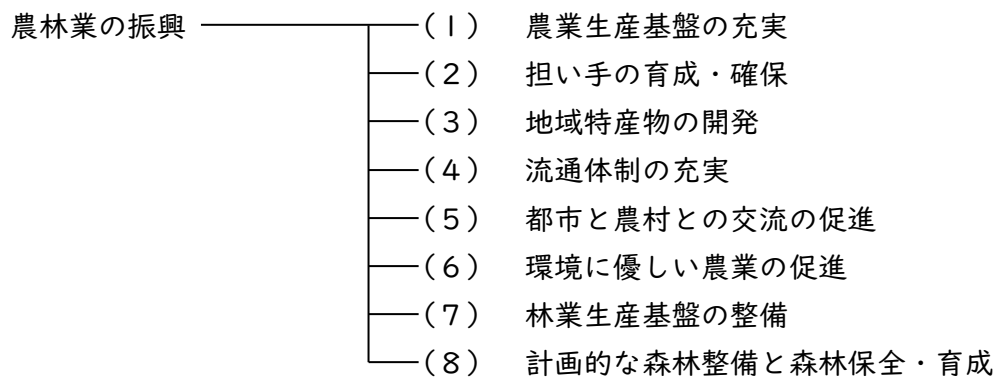 農林業の振興 (1) 農業生産基盤の充実
(2) 担い手の育成・確保
(3) 地域特産物の開発
(4) 流通体制の充実
(5) 都市と農村との交流の促進
(6) 環境に優しい農業の促進
(7) 林業生産基盤の整備
(8) 計画的な森林整備と森林保全・育成